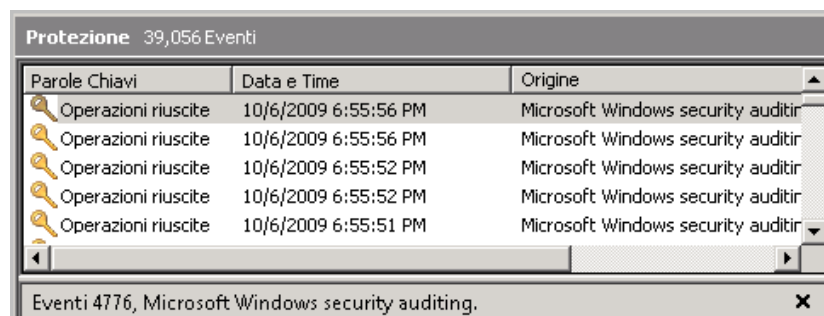 Protezione 39,056 Eventi
Parole Chiavi Data e Time Origine
Operazioni riuscite 10/6/2009 6:55:56 PM Microsoft Windows security auditin
Operazioni riuscite 10/6/2009 6:55:56 PM Microsoft Windows security auditin
Operazioni riuscite 10/6/2009 6:55:52 PM Microsoft Windows security auditin
Operazioni riuscite 10/6/2009 6:55:52 PM Microsoft Windows security auditin
Operazioni riuscite 10/6/2009 6:55:51 PM Microsoft Windows security auditin
Eventi 4776, Microsoft Windows security auditing.